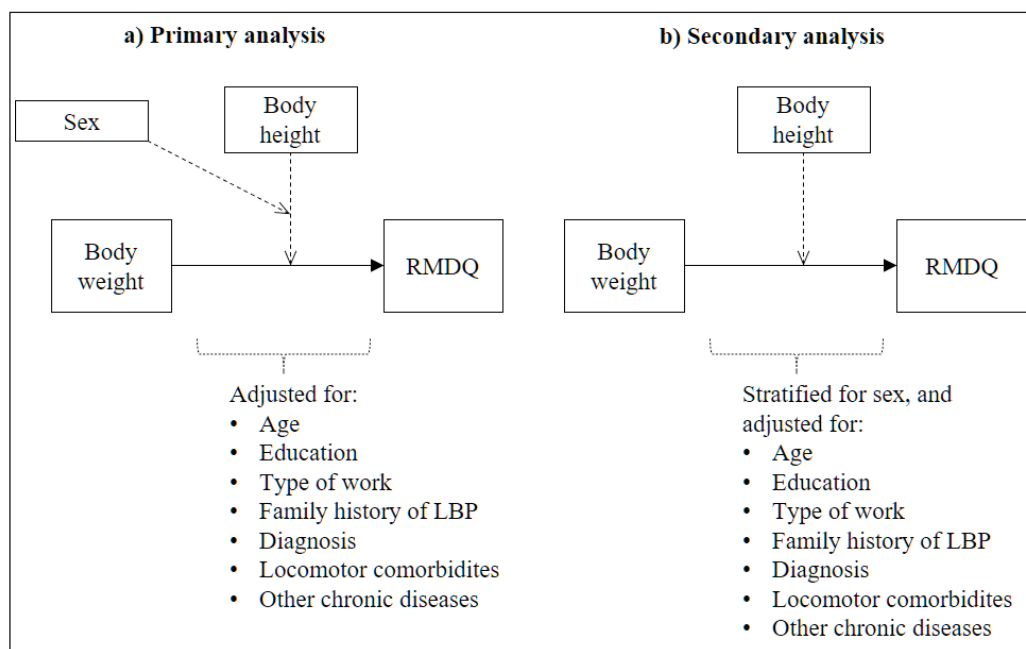 a) Primary analysis
Sex
Body
height
Body
weight
RMDQ
Adjusted for:
• Age
• Education
• Type of work
• Family history of LBP
• Diagnosis
• Locomotor comorbidites
• Other chronic diseases
b) Secondary analysis
Body
height
Body
weight
RMDQ
Stratified for sex, and
adjusted for:
• Age
• Education
• Type of work
• Family history of LBP
• Diagnosis
• Locomotor comorbidites
• Other chronic diseases